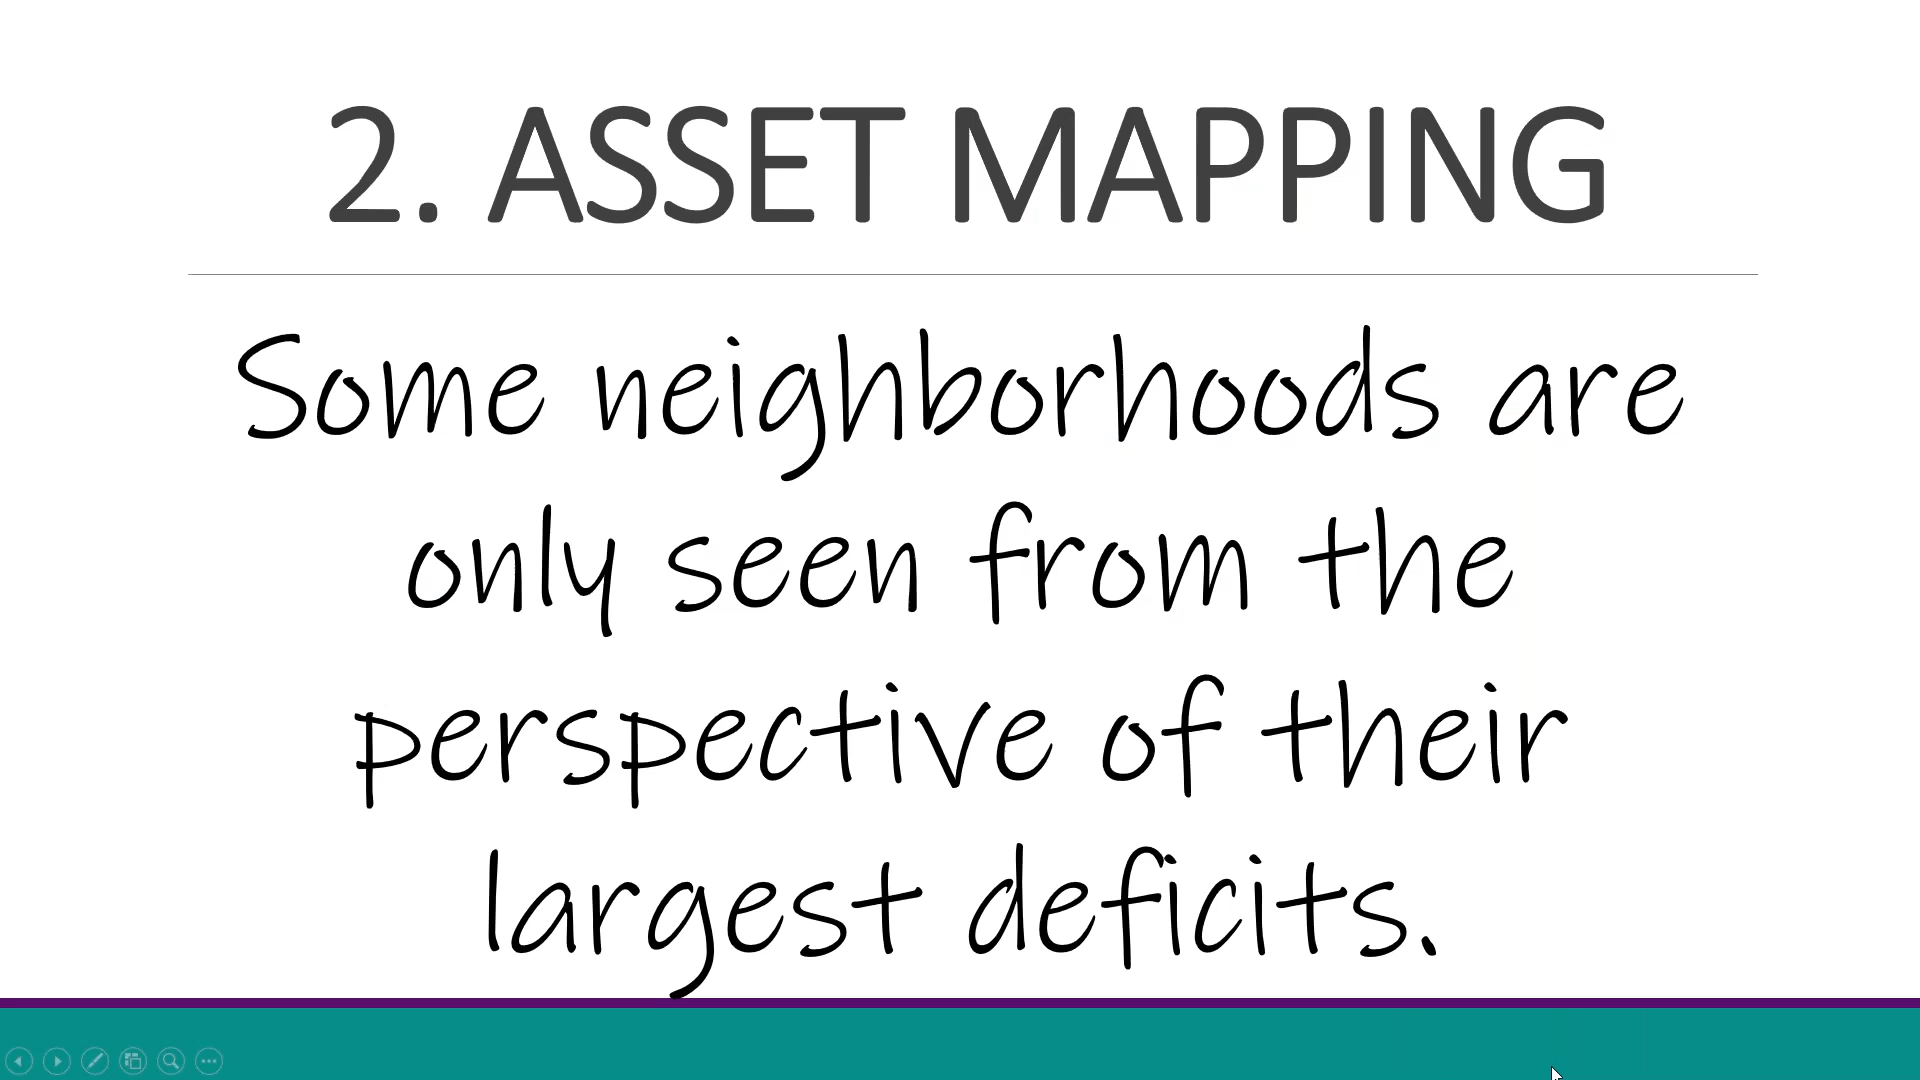 2. ASSET MAPPING
Some neighborhoods are
only seen from the
perspective of their
largest deficits.